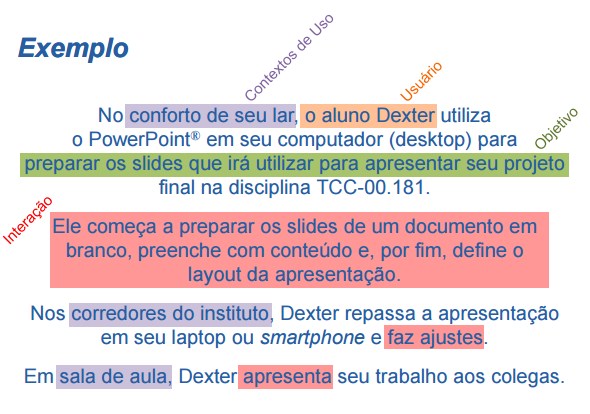 Exemplo
Contextos de Uso
Usuário
No conforto de seu lar, o aluno Dexter utiliza
o PowerPoint® em seu computador (desktop) para
Objetivo
preparar os slides que irá utilizar para apresentar seu projeto
final na disciplina TCC-00.181.
Interação
Ele começa a preparar os slides de um documento em
branco, preenche com conteúdo e, por fim, define o
layout da apresentação.
Nos corredores do instituto, Dexter repassa a apresentação
em seu laptop ou smartphone e faz ajustes.
Em sala de aula, Dexter apresenta seu trabalho aos colegas.